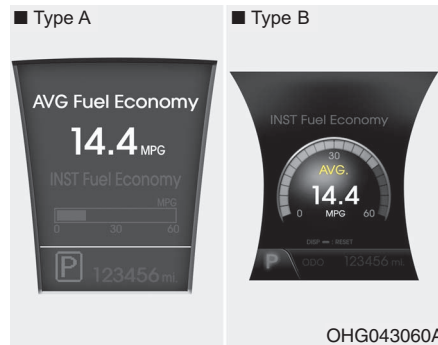 ■ Type A
AVG Fuel Economy
14.4 MPG
INST Fuel Economy
MPG
0 30 60
P 123456 mi.
■ Type B
INST Fuel Economy
30
AVG.
14.4
0 MPG 60
DISP : RESET
P ODO 123456 mi.
OHG043060A